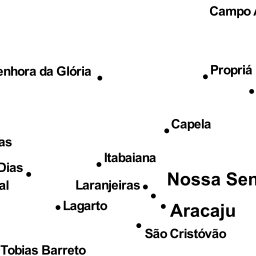 Campo A
enhora da Glória
Propriá
Capela
as
Itabaiana
Dias
Nossa Sen
al
Laranjeiras
Lagarto
Aracaju
São Cristóvão
Tobias Barreto